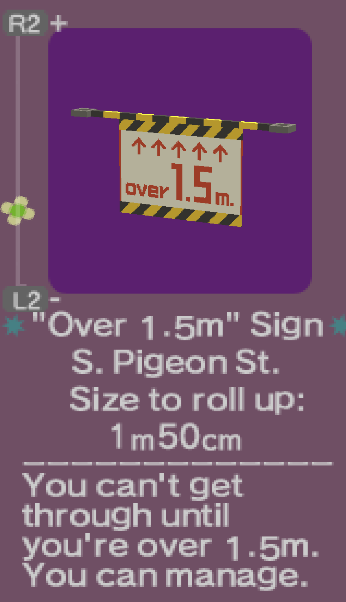 R2 +
over 1.5m.
L2 -
"Over 1.5m" Sign
S. Pigeon St.
Size to roll up:
1m50cm
You can't get
through until
you're over 1.5m.
You can manage.